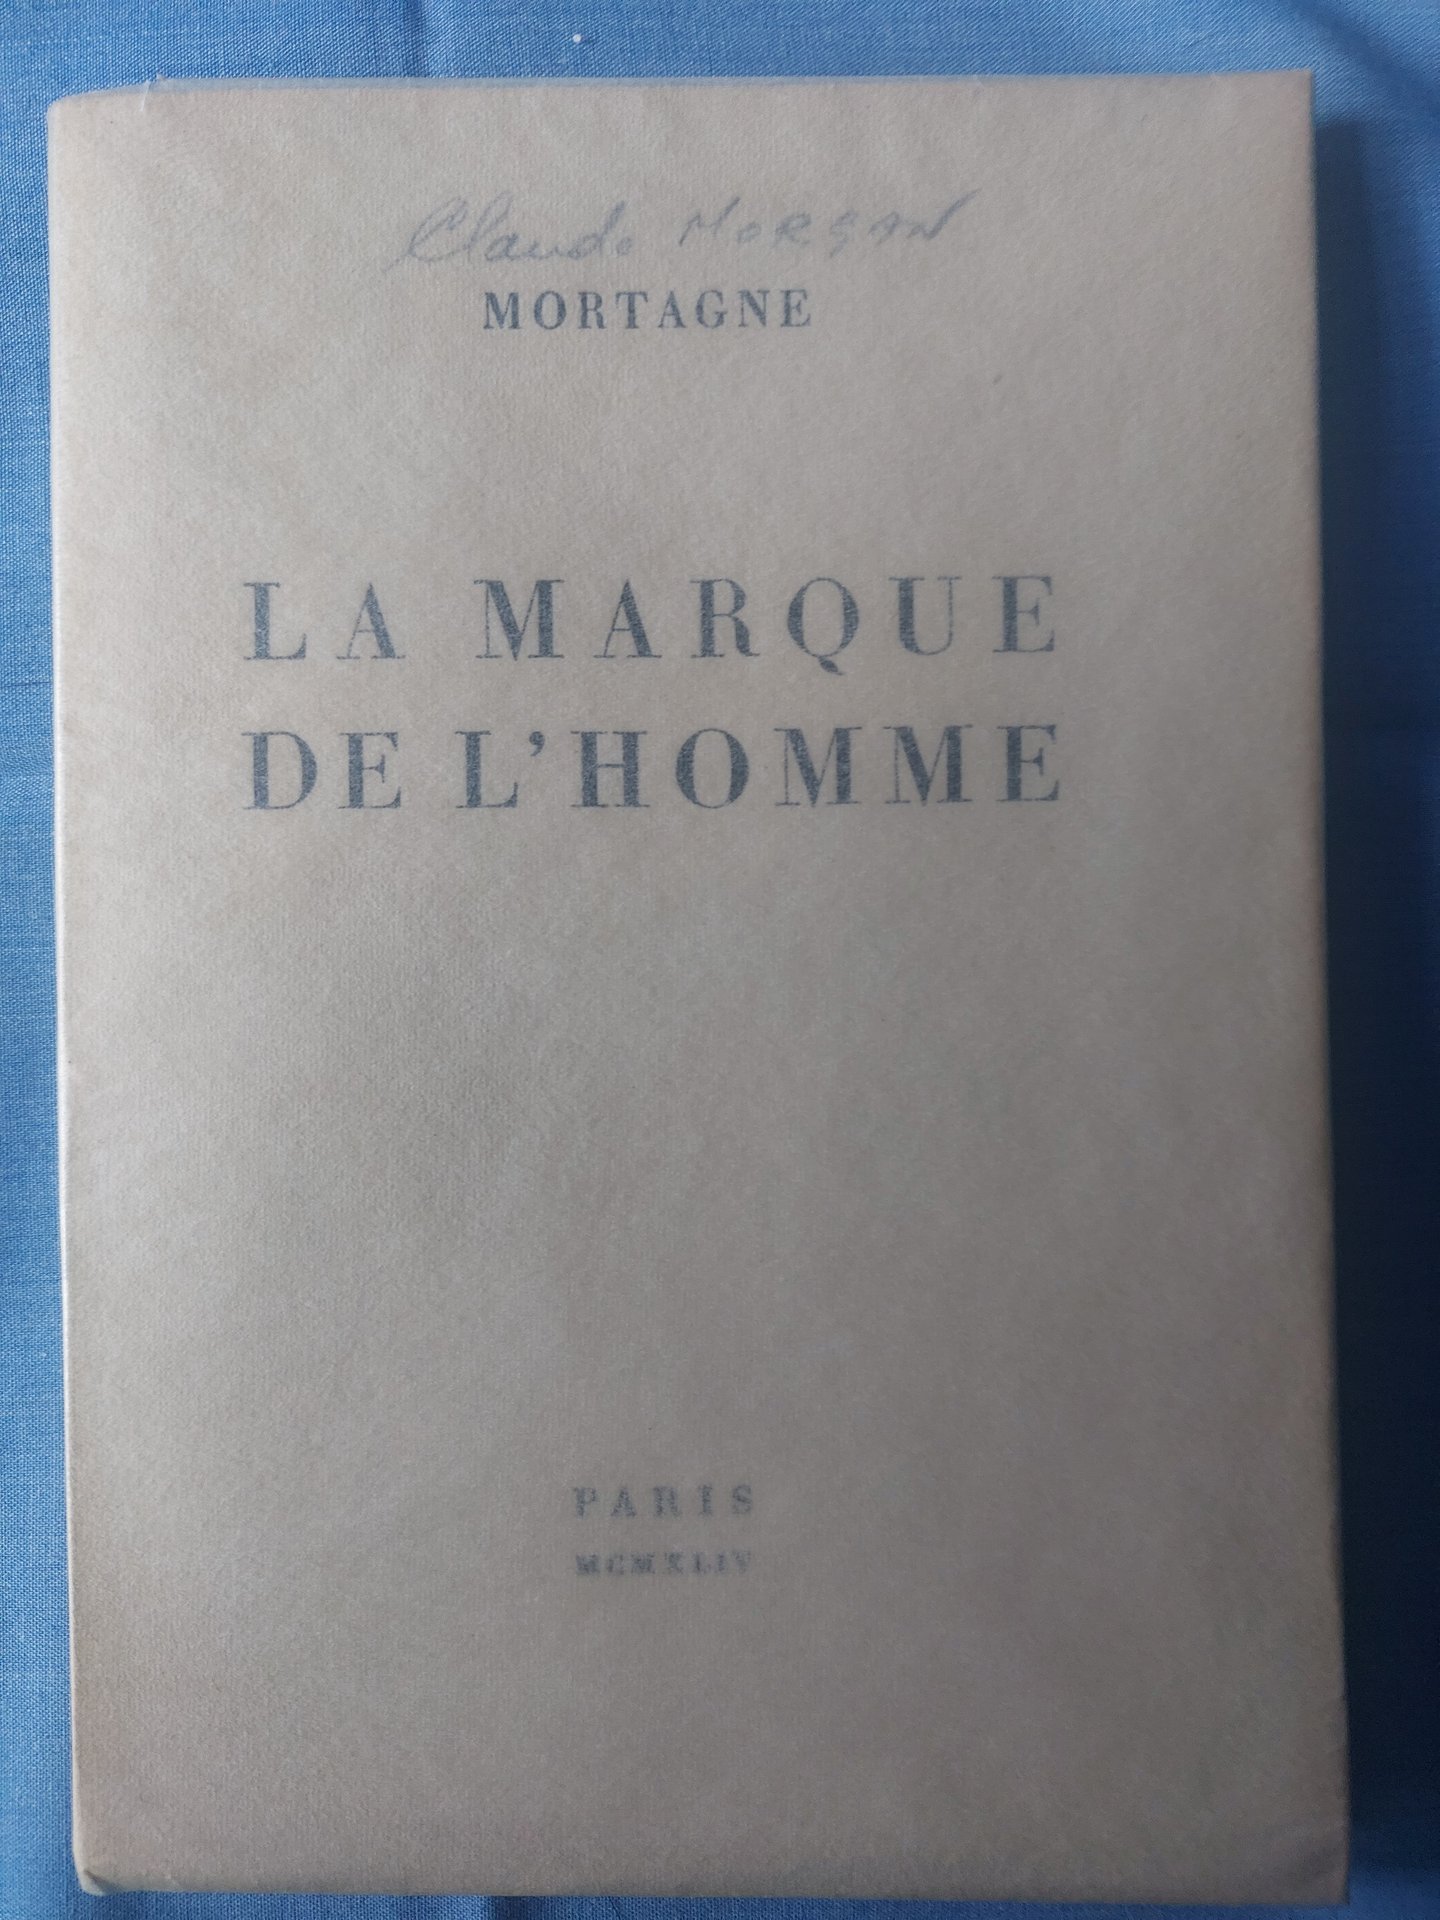 Claude MORGAN
MORTAGNE
LA MARQUE
DE L'HOMME
PARIS
MCMXLIV